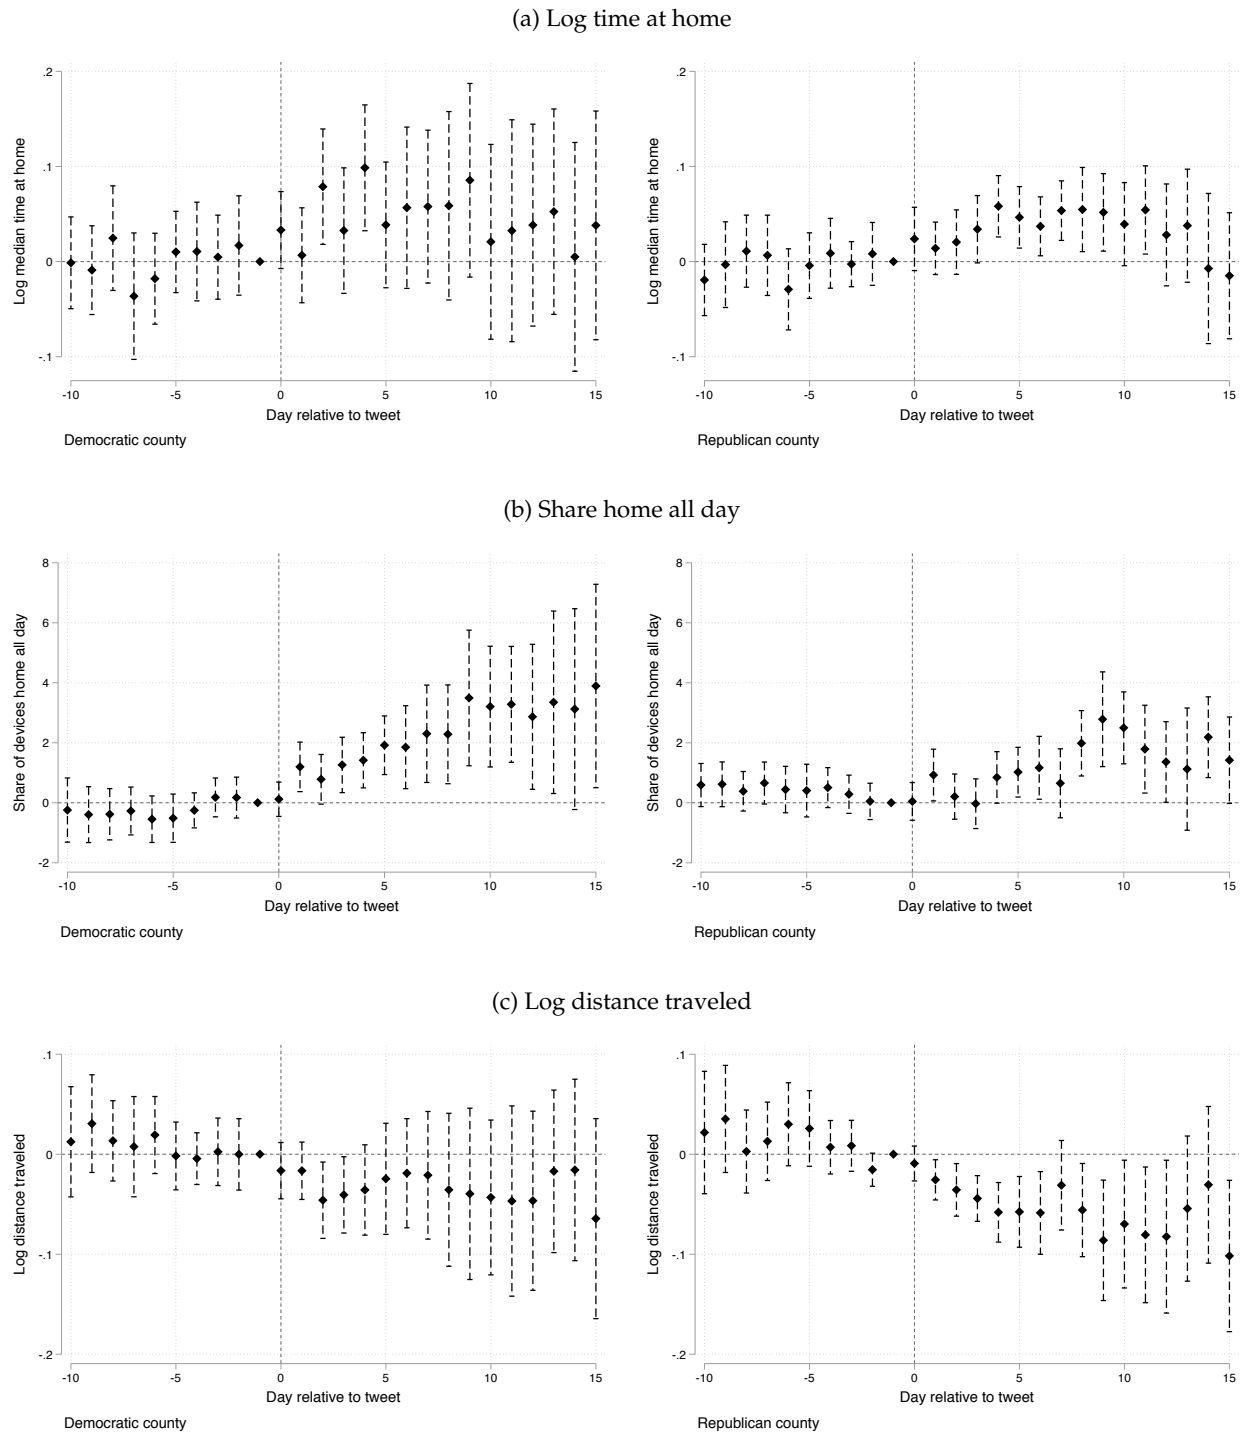 (a) Log time at home
.2
.1
0
-.1
Log median time at home
-10 -5 0 5 10 15
Day relative to tweet
Democratic county
.2
.1
0
-.1
Log median time at home
-10 -5 0 5 10 15
Day relative to tweet
Republican county
(b) Share home all day
8
6
4
2
0
-2
Share of devices home all day
-10 -5 0 5 10 15
Day relative to tweet
Democratic county
8
6
4
2
0
-2
Share of devices home all day
-10 -5 0 5 10 15
Day relative to tweet
Republican county
(c) Log distance traveled
.1
0
-.1
-.2
Log distance traveled
-10 -5 0 5 10 15
Day relative to tweet
Democratic county
.1
0
-.1
-.2
Log distance traveled
-10 -5 0 5 10 15
Day relative to tweet
Republican county